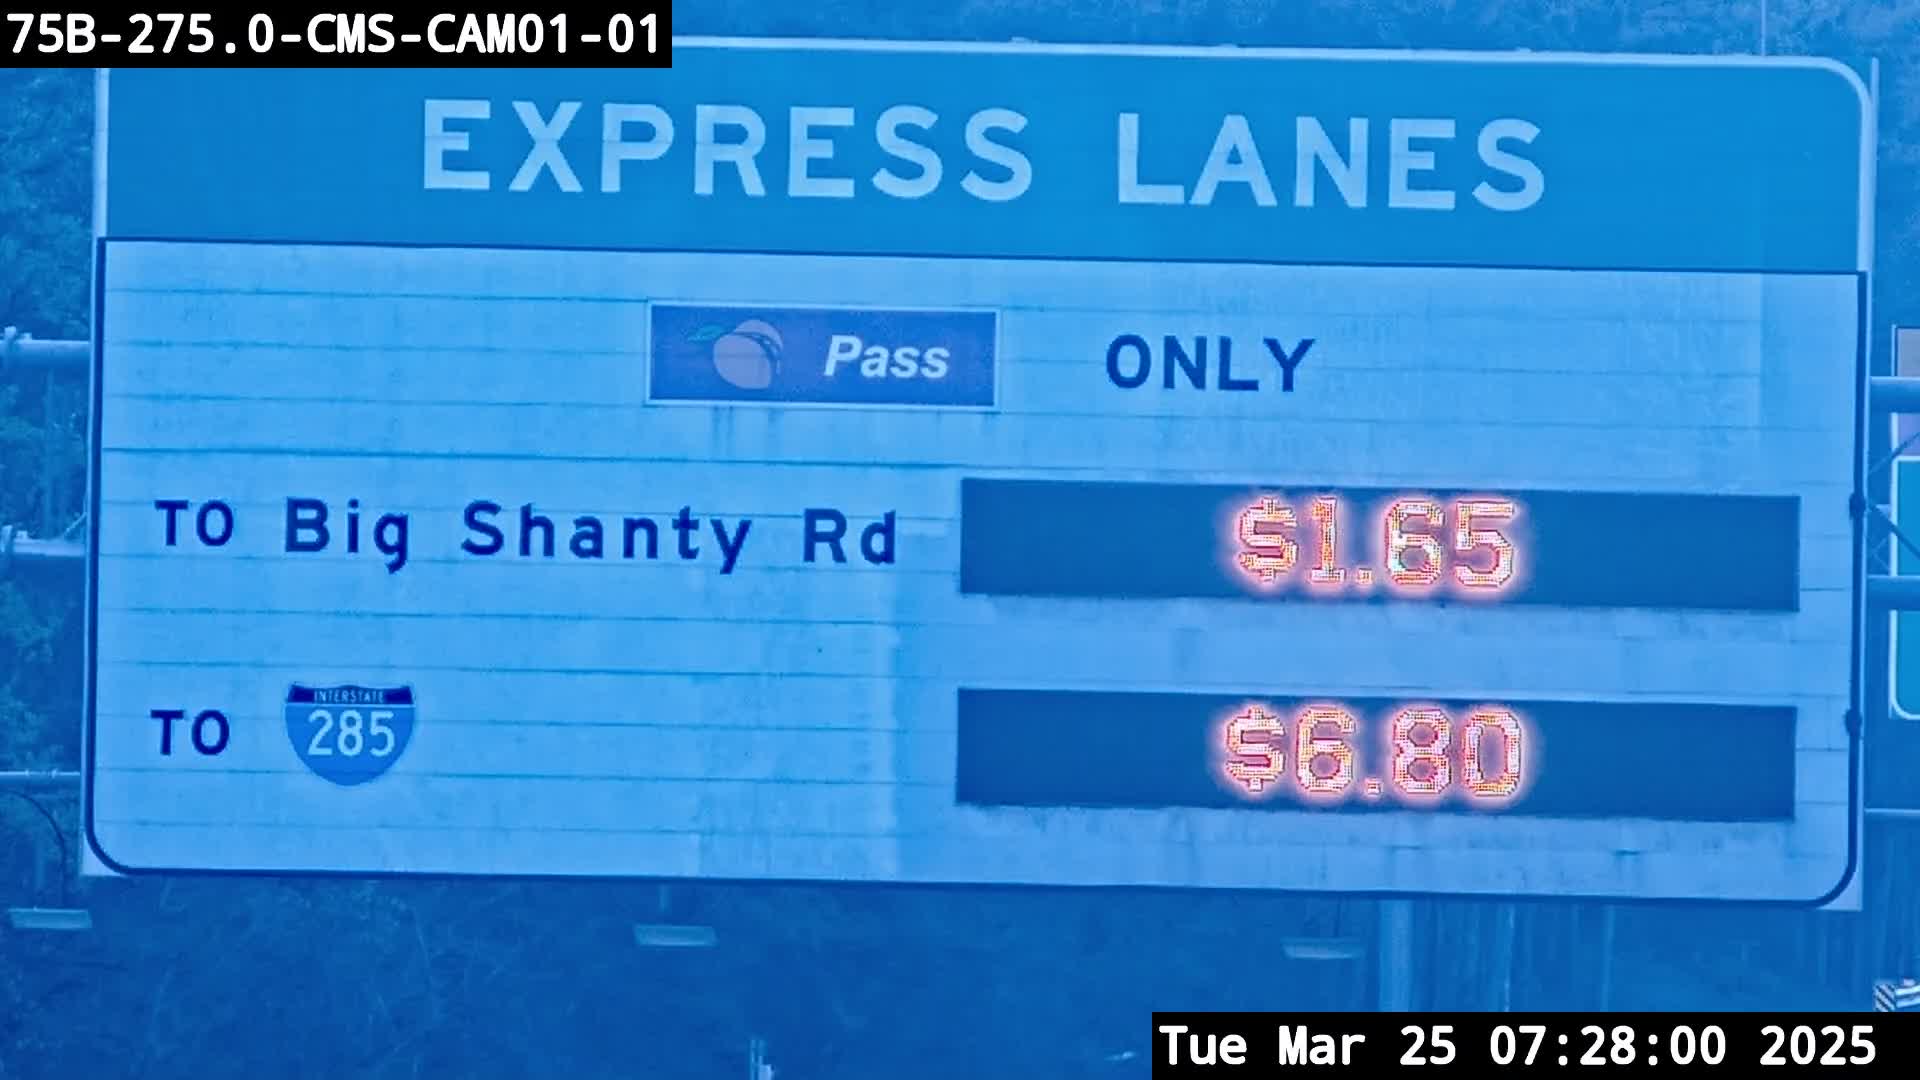 75B-275.0-CMS-CAM01-01
EXPRESS LANES
Pass ONLY
TO Big Shanty Rd $1.65
INTERSTATE
TO 285 $6.80
Tue Mar 25 07:28:00 2025